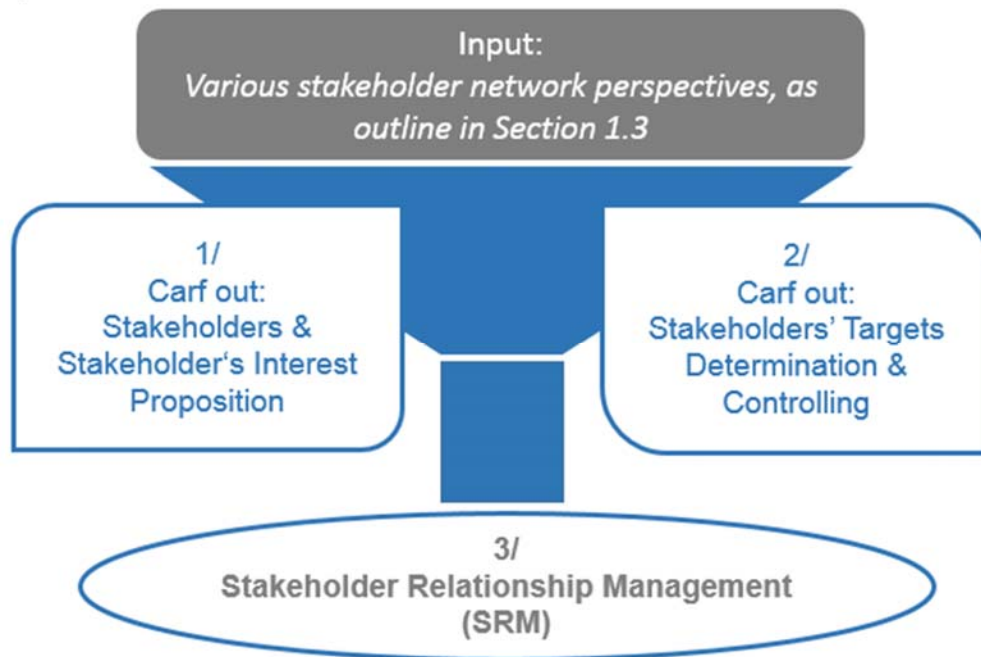 Input:
Various stakeholder network perspectives, as
outline in Section 1.3
1/
Carf out:
Stakeholders &
Stakeholder‘s Interest
Proposition
2/
Carf out:
Stakeholders’ Targets
Determination &
Controlling
3/
Stakeholder Relationship Management
(SRM)